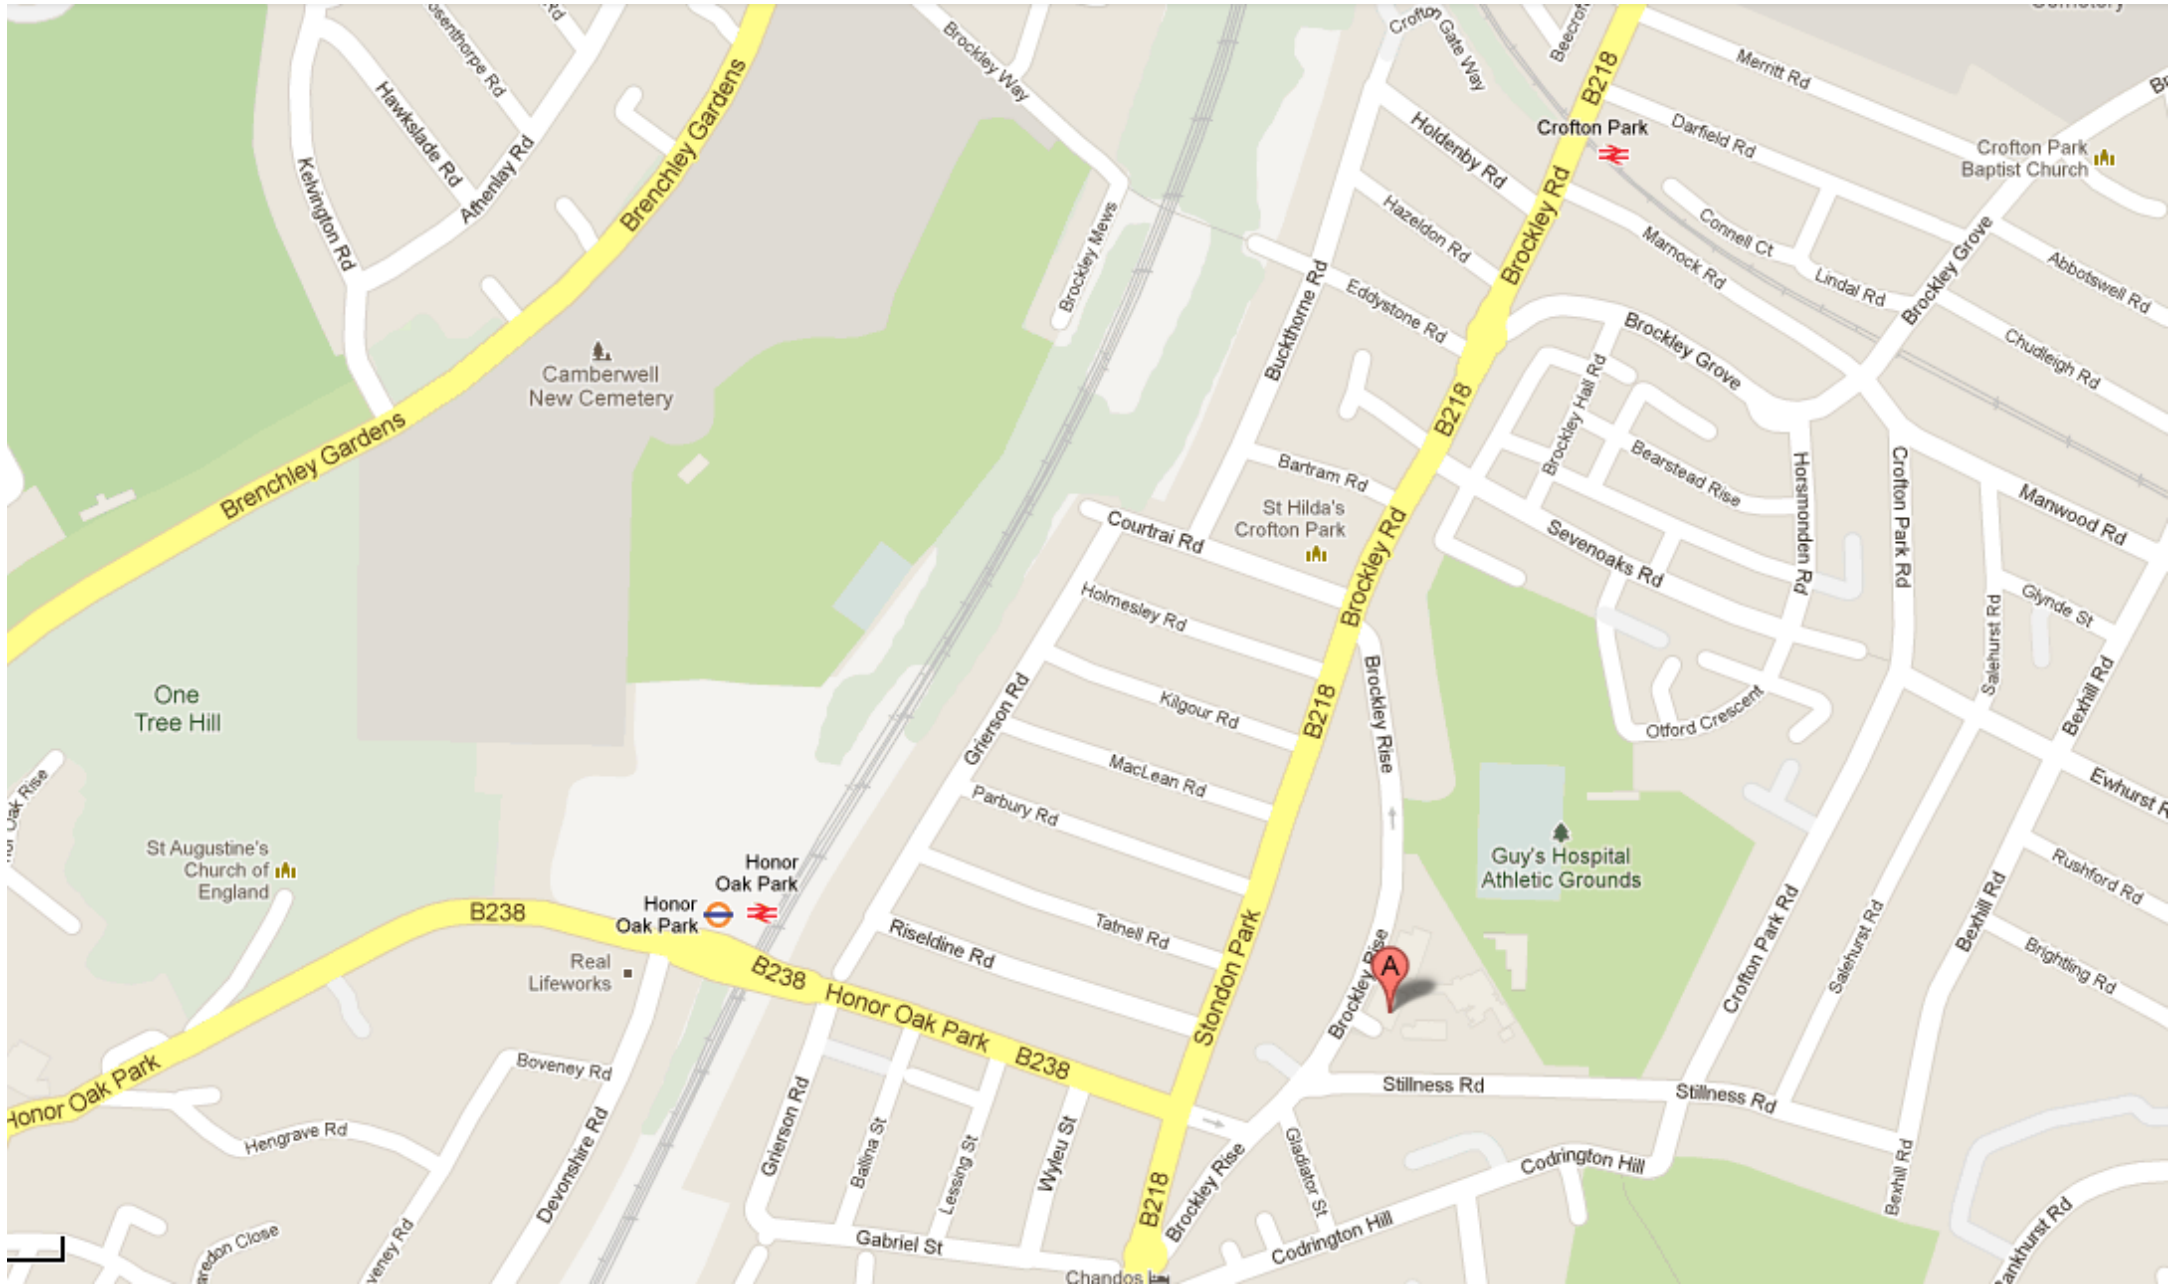 Cemetery
Crofton Gate Way
Brockley Way
B218
Merritt Rd
Hawkslade Rd
Athenlay Rd
Kelvington Rd
Brenchley Gardens
Holdenby Rd
Crofton Park
Darfield Rd
Crofton Park
Baptist Church
Brockley Mews
Hazeldon Rd
Brockley Rd
Connell Ct
Marnock Rd
Lindal Rd
Brockley Grove
Abbotswell Rd
Buckthorne Rd
Eddystone Rd
Brockley Grove
Chudleigh Rd
Camberwell
New Cemetery
Brockley Hall Rd
B218
Brenchley Gardens
Bartram Rd
Bearstead Rise
Horsmonden Rd
Crofton Park Rd
Manwood Rd
St Hilda's
Crofton Park
Courtrai Rd
Brockley Rd
Sevenoaks Rd
Holmesley Rd
Glynde St
Salehurst Rd
One
Tree Hill
Grierson Rd
Kilgour Rd
B218
Brockley Rise
Otford Crescent
Bexhill Rd
MacLean Rd
Parbury Rd
Ewhurst R
Oak Rise
St Augustine's
Church of
England
Honor
Oak Park
Honor
Oak Park
Guy's Hospital
Athletic Grounds
Rushford Rd
B238
Riseldine Rd
Tatnell Rd
Stondon Park
Brockley Rise
A
Crofton Park Rd
Salehurst Rd
Bexhill Rd
Brightling Rd
Real
Lifeworks
B238
Honor Oak Park
B238
Boveney Rd
Stillness Rd
Stillness Rd
Honor Oak Park
Hengrave Rd
Devonshire Rd
Grierson Rd
Ballina St
Lessing St
Wyleu St
B218
Brockley Rise
Gladiator St
Codrington Hill
Bexhill Rd
Gabriel St
Codrington Hill
Chandos